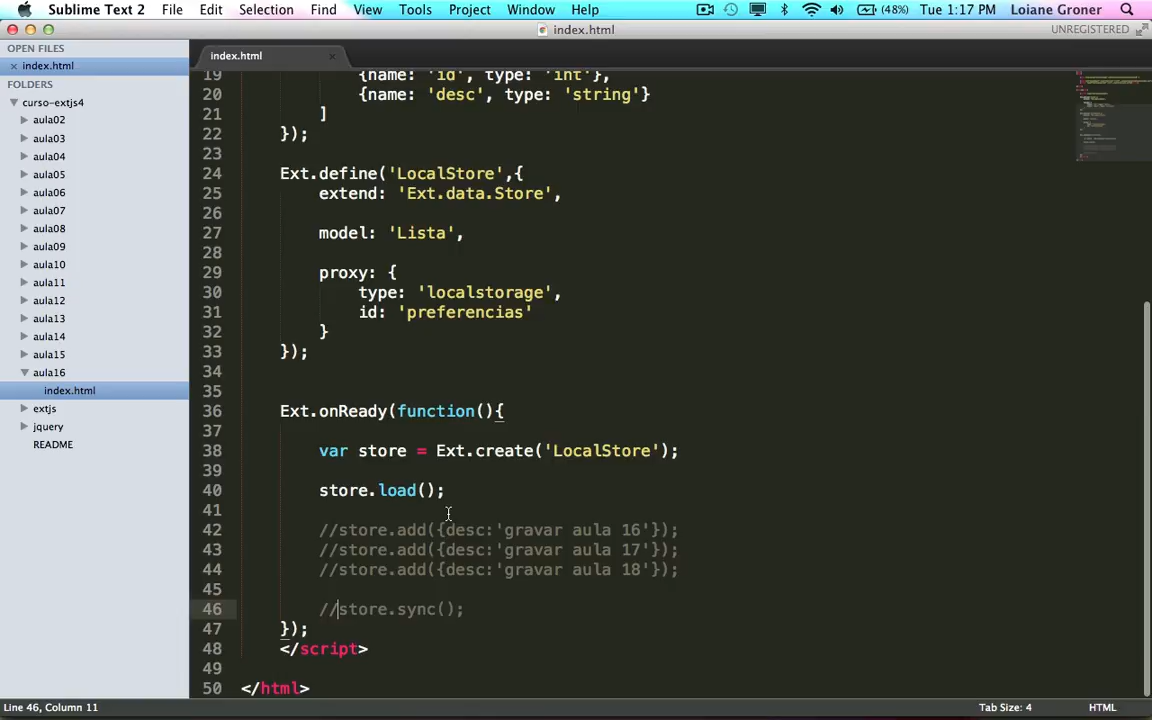 Sublime Text 2 File Edit Selection Find View Tools Project Window Help (48%) Tue 1:17 PM Loiane Groner
index.html UNREGISTERED
OPEN FILES
× index.html
FOLDERS
curso-extjs4
aula02
aula03
aula04
aula05
aula06
aula07
aula08
aula09
aula10
aula11
aula12
aula13
aula14
aula15
aula16
index.html
extjs
jquery
README
index.html ×
19 {name: 'id', type: 'int'},
20 {name: 'desc', type: 'string'}
21 ]
22 });
23
24 Ext.define('LocalStore',{
25 extend: 'Ext.data.Store',
26
27 model: 'Lista',
28
29 proxy: {
30 type: 'localstorage',
31 id: 'preferencias'
32 }
33 });
34
35
36 Ext.onReady(function(){
37
38 var store = Ext.create('LocalStore');
39
40 store.load();
41
42 //store.add({desc:'gravar aula 16'});
43 //store.add({desc:'gravar aula 17'});
44 //store.add({desc:'gravar aula 18'});
45
46 //store.sync();
47 });
48 </script>
49
50 </html>
Line 46, Column 11 Tab Size: 4 HTML